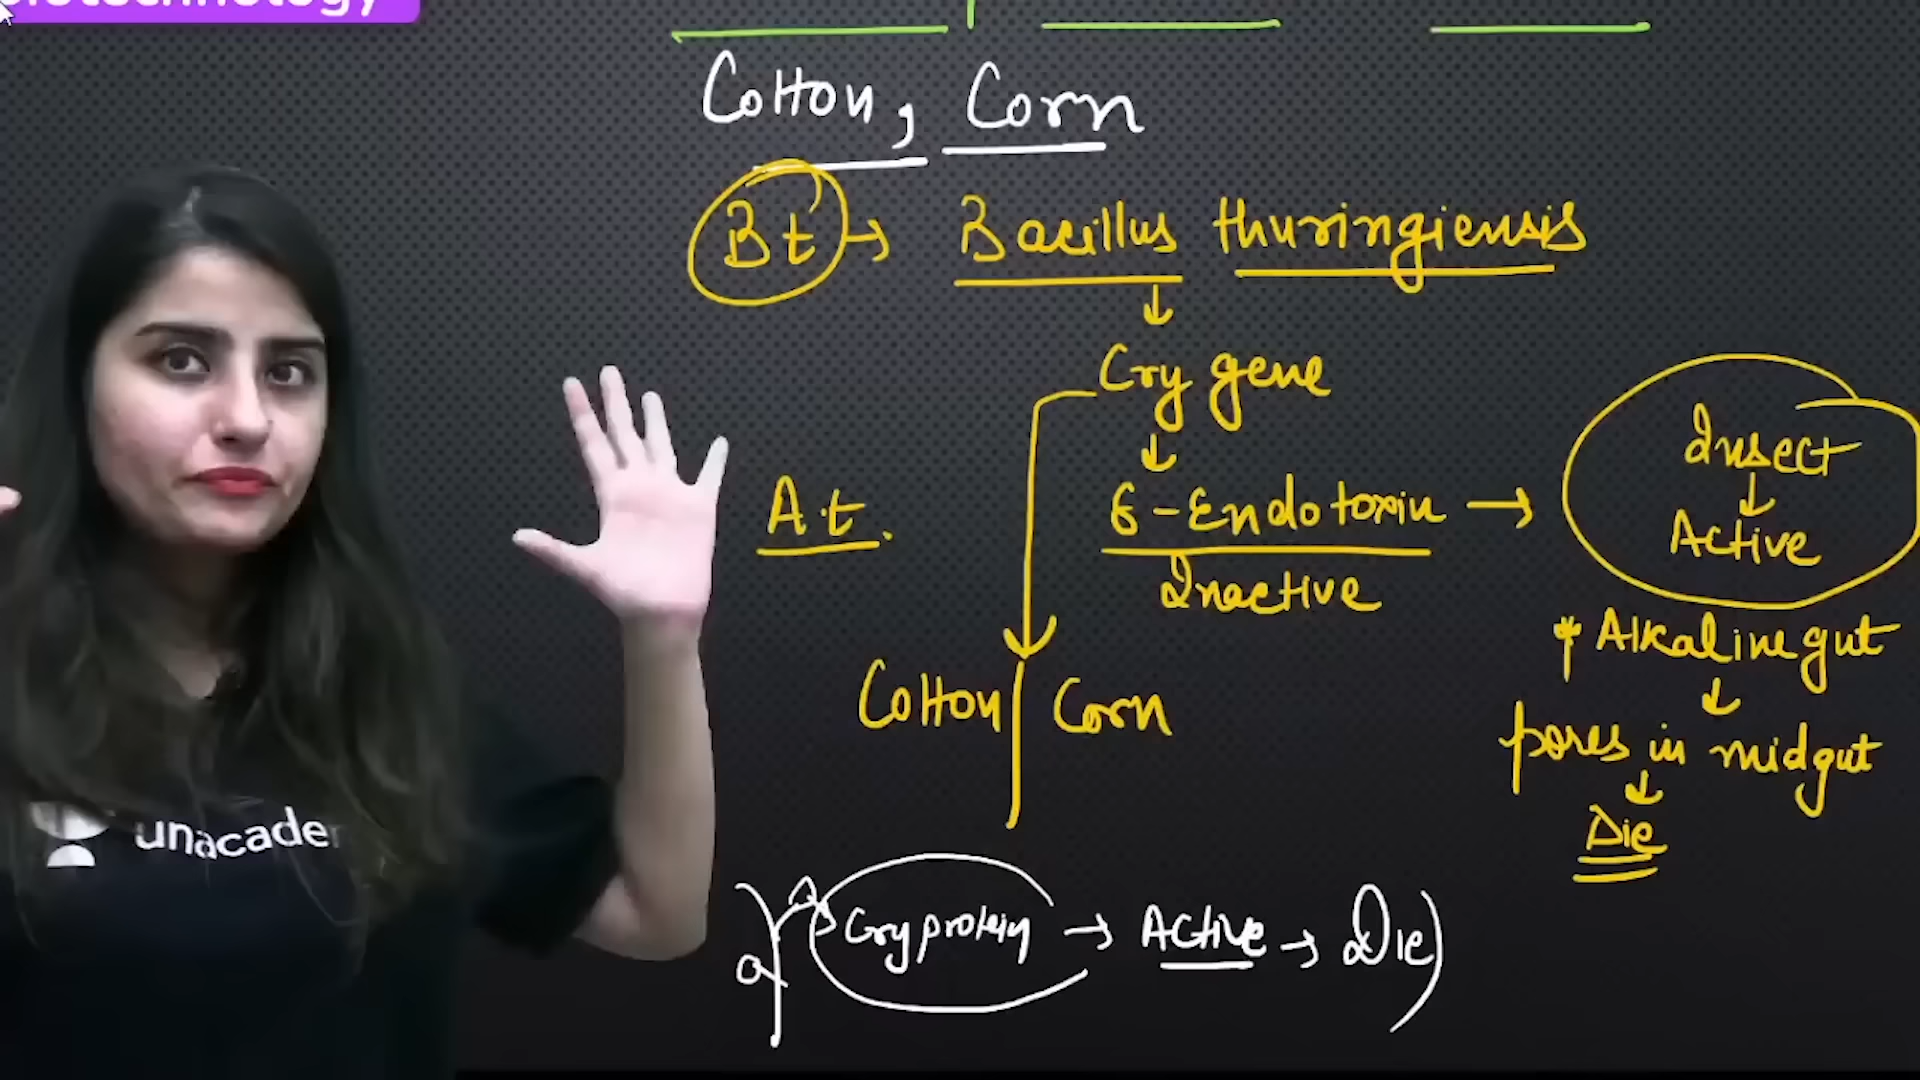 Cotton, Corn
Bt → Bacillus thuringiensis
↓
Cry gene
↓
A.t.
δ-Endotoxin →
Inactive
Insect
↓
Active
* Alkaline gut
↓
pores in midgut
↓
Die
Cotton | Corn
Cry protein → Active → Die
unacade